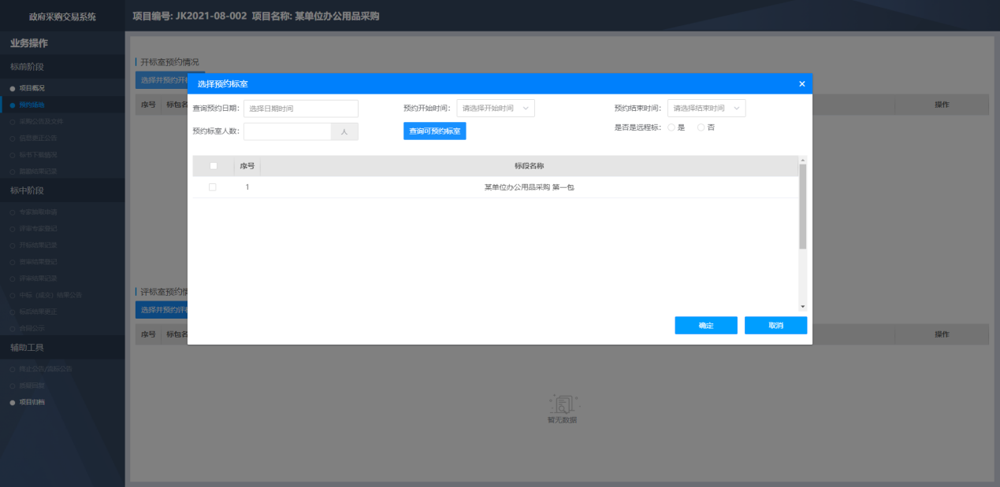 政府采购交易系统
项目编号: JK2021-08-002 项目名称: 某单位办公用品采购
业务操作
标前阶段
项目概况
预约场地
采购公告及文件
信息更正公告
标书下载情况
标中阶段
专家抽取申请
评审专家登记
开标结果记录
评审结果记录
中标（成交）结果公告
标后结果更正
合同公示
辅助工具
项目归档
开标室预约情况
选择并预约开标
序号 标包名
操作
选择预约标室
查询预约日期: 选择日期时间
预约开始时间: 请选择开始时间
预约结束时间: 请选择结束时间
预约标室人数: 人
查询可预约标室
是否是远程标: 是 否
序号 标段名称
1 某单位办公用品采购 第一包
确定 取消
评标室预约情
选择并预约评标
序号 标包名
操作
暂无数据